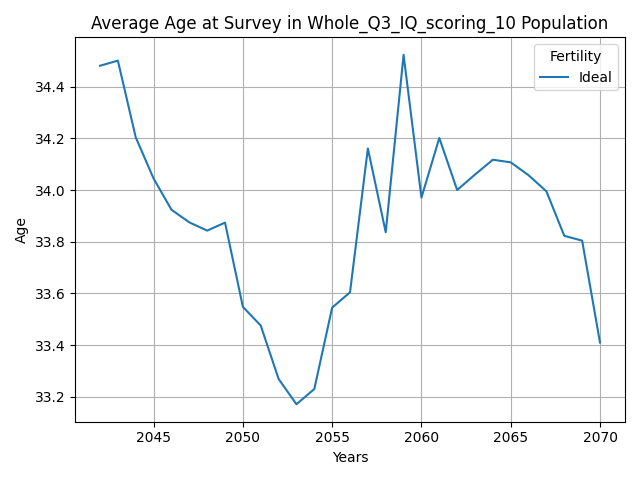 Average Age at Survey in Whole_Q3_IQ_scoring_10 Population
Fertility
Ideal
Age
34.4
34.2
34.0
33.8
33.6
33.4
33.2
2045 2050 2055 2060 2065 2070
Years